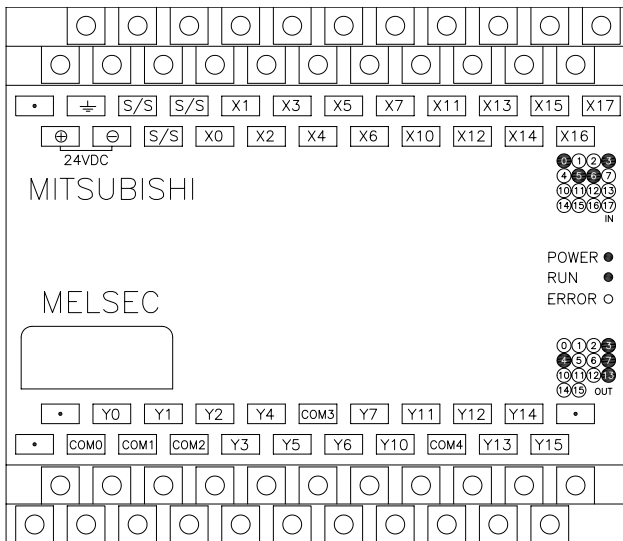 ⏚ S/S S/S X1 X3 X5 X7 X11 X13 X15 X17
⊕ ⊖ S/S X0 X2 X4 X6 X10 X12 X14 X16
24VDC
MITSUBISHI
0 1 2 3
4 5 6 7
10 11 12 13
14 15 16 17
IN
POWER
RUN
ERROR
MELSEC
0 1 2 3
4 5 6 7
10 11 12 13
14 15 OUT
Y0 Y1 Y2 Y4 COM3 Y7 Y11 Y12 Y14
COM0 COM1 COM2 Y3 Y5 Y6 Y10 COM4 Y13 Y15